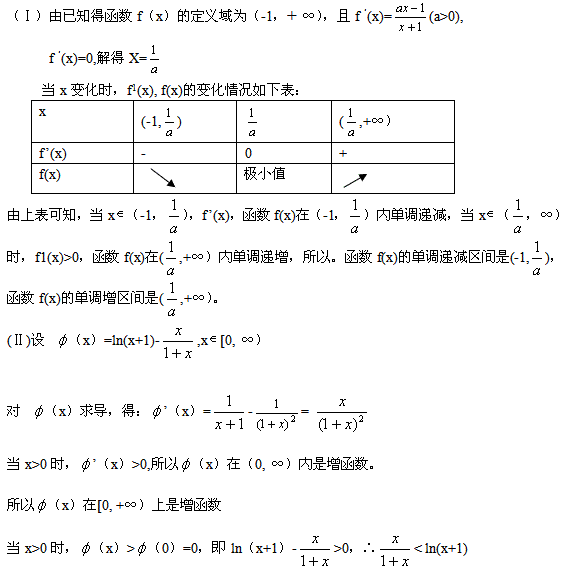 （Ⅰ）由已知得函数 f（x）的定义域为（-1，＋∞），且 f ′(x)=\frac{ax-1}{x+1}(a>0),
f ′(x)=0,解得 X=\frac{1}{a}
当 x 变化时，f¹(x), f(x)的变化情况如下表：
x (-1,\frac{1}{a}) \frac{1}{a} (\frac{1}{a},+∞）
f’(x) - 0 +
f(x) ↘ 极小值 ↗
由上表可知，当 x∈（-1，\frac{1}{a}），f’(x)，函数 f(x)在（-1，\frac{1}{a}）内单调递减，当 x∈（\frac{1}{a}，∞）
时，f1(x)>0，函数 f(x)在(\frac{1}{a},+∞）内单调递增，所以。函数 f(x)的单调递减区间是(-1,\frac{1}{a})，
函数 f(x)的单调增区间是(\frac{1}{a},+∞)。
(Ⅱ)设 ϕ（x）=ln(x+1)-\frac{x}{1+x},x∈[0, ∞）
对 ϕ（x）求导，得：ϕ’（x）=\frac{1}{x+1}-\frac{1}{(1+x)^2}=\frac{x}{(1+x)^2}
当 x>0 时，ϕ’（x）>0,所以ϕ（x）在（0, ∞）内是增函数。
所以ϕ（x）在[0, +∞）上是增函数
当 x>0 时，ϕ（x）>ϕ（0）=0，即 ln（x+1）-\frac{x}{1+x}>0，∴\frac{x}{1+x}<ln(x+1)